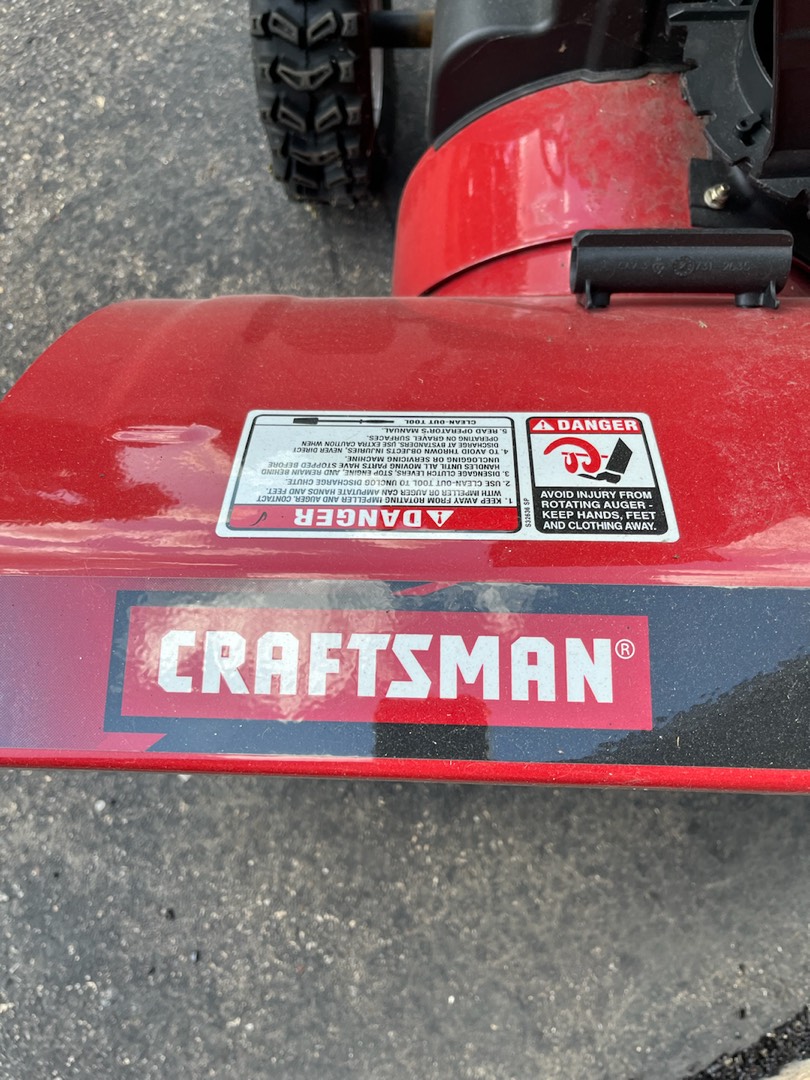 DANGER
1. KEEP AWAY FROM ROTATING IMPELLER AND AUGER. CONTACT
WITH IMPELLER OR AUGER CAN AMPUTATE HANDS AND FEET.
2. USE CLEAN-OUT TOOL TO UNCLOG DISCHARGE CHUTE.
3. DISENGAGE CLUTCH LEVERS, STOP ENGINE, AND REMAIN BEHIND
HANDLES UNTIL ALL MOVING PARTS HAVE STOPPED BEFORE
UNCLOGGING OR SERVICING MACHINE.
4. TO AVOID THROWN OBJECTS INJURIES, NEVER DIRECT
DISCHARGE AT BYSTANDERS. USE EXTRA CAUTION WHEN
OPERATING ON GRAVEL SURFACES.
5. READ OPERATOR'S MANUAL.
CLEAN-OUT TOOL
S32636 SP
DANGER
AVOID INJURY FROM
ROTATING AUGER -
KEEP HANDS, FEET
AND CLOTHING AWAY.
CRAFTSMAN®